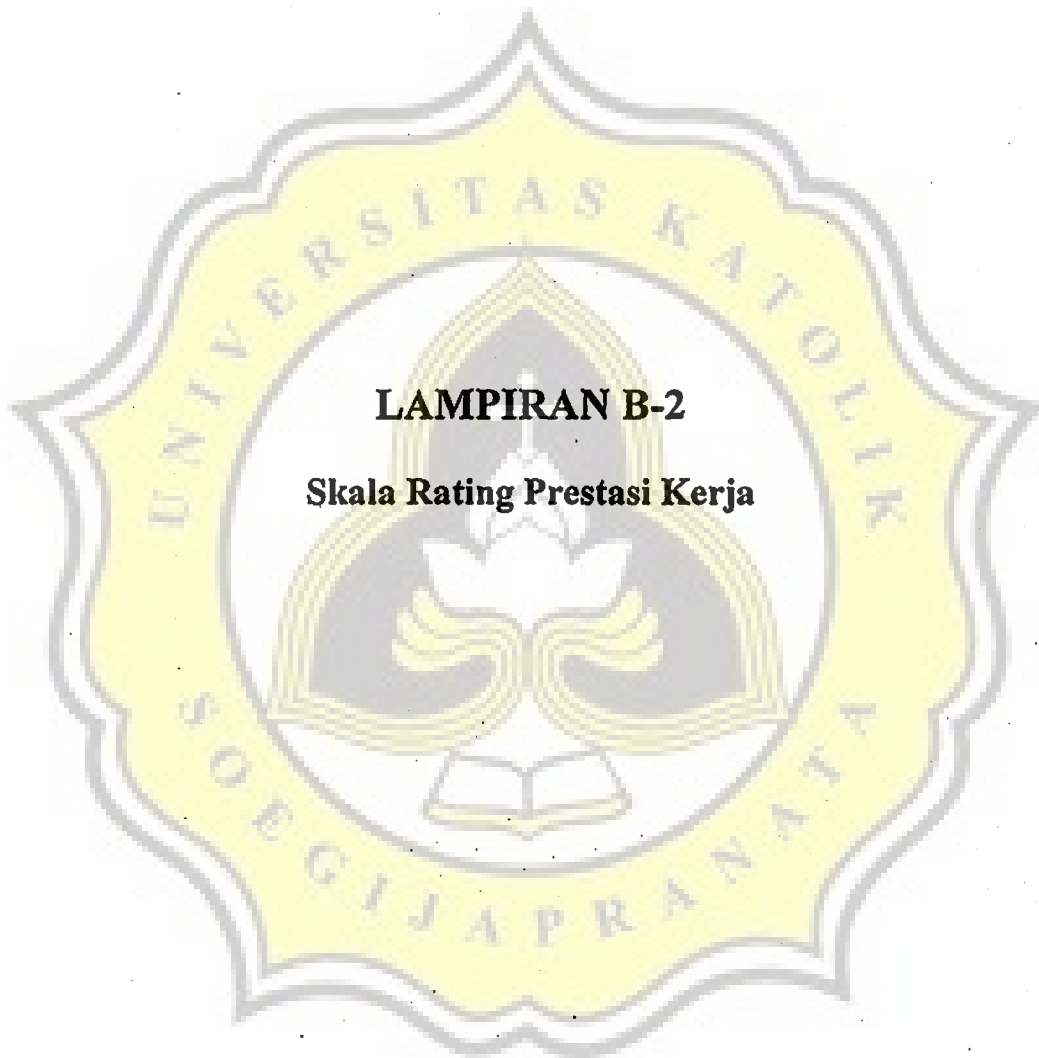 UNIVERSITAS KATOLIK
LAMPIRAN B-2
Skala Rating Prestasi Kerja
SOEGIJAPRANATA